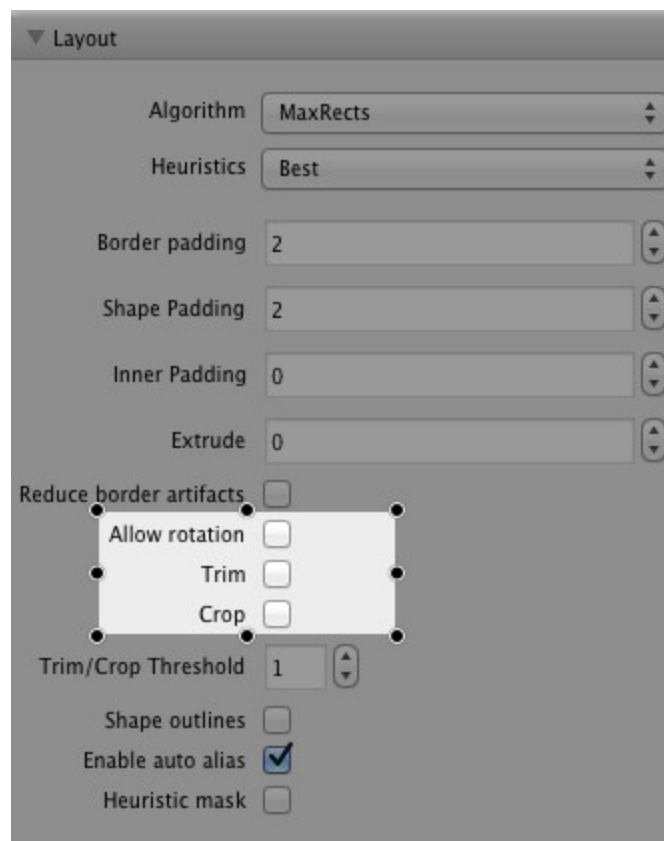 Layout
Algorithm MaxRects
Heuristics Best
Border padding 2
Shape Padding 2
Inner Padding 0
Extrude 0
Reduce border artifacts
Allow rotation
Trim
Crop
Trim/Crop Threshold 1
Shape outlines
Enable auto alias
Heuristic mask